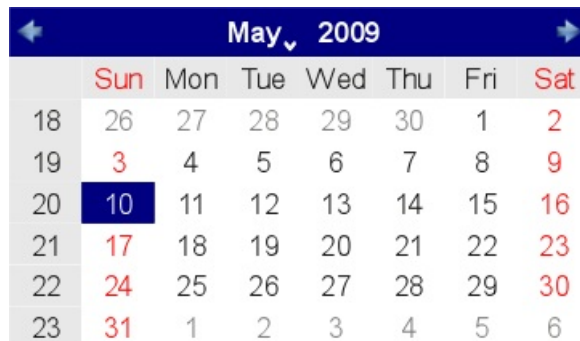 May 2009
Sun Mon Tue Wed Thu Fri Sat
18 26 27 28 29 30 1 2
19 3 4 5 6 7 8 9
20 10 11 12 13 14 15 16
21 17 18 19 20 21 22 23
22 24 25 26 27 28 29 30
23 31 1 2 3 4 5 6